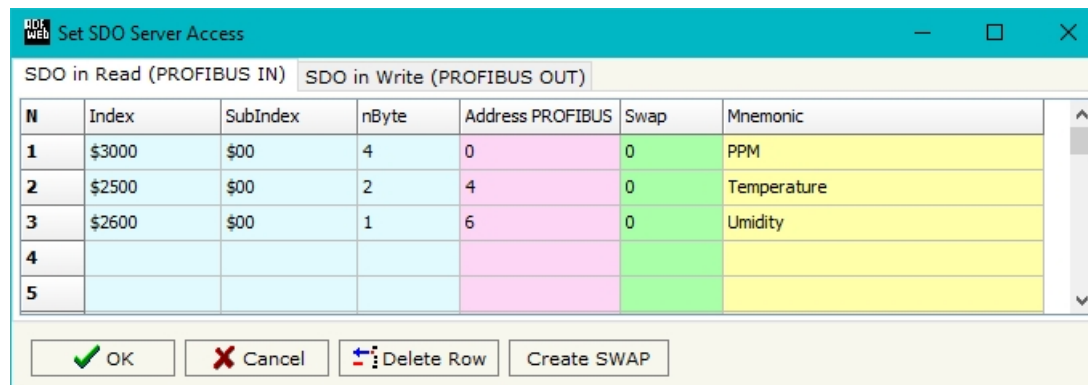 ADF WEB Set SDO Server Access
SDO in Read (PROFIBUS IN) SDO in Write (PROFIBUS OUT)
N Index SubIndex nByte Address PROFIBUS Swap Mnemonic
1 $3000 $00 4 0 0 PPM
2 $2500 $00 2 4 0 Temperature
3 $2600 $00 1 6 0 Umidity
4
5
OK Cancel Delete Row Create SWAP